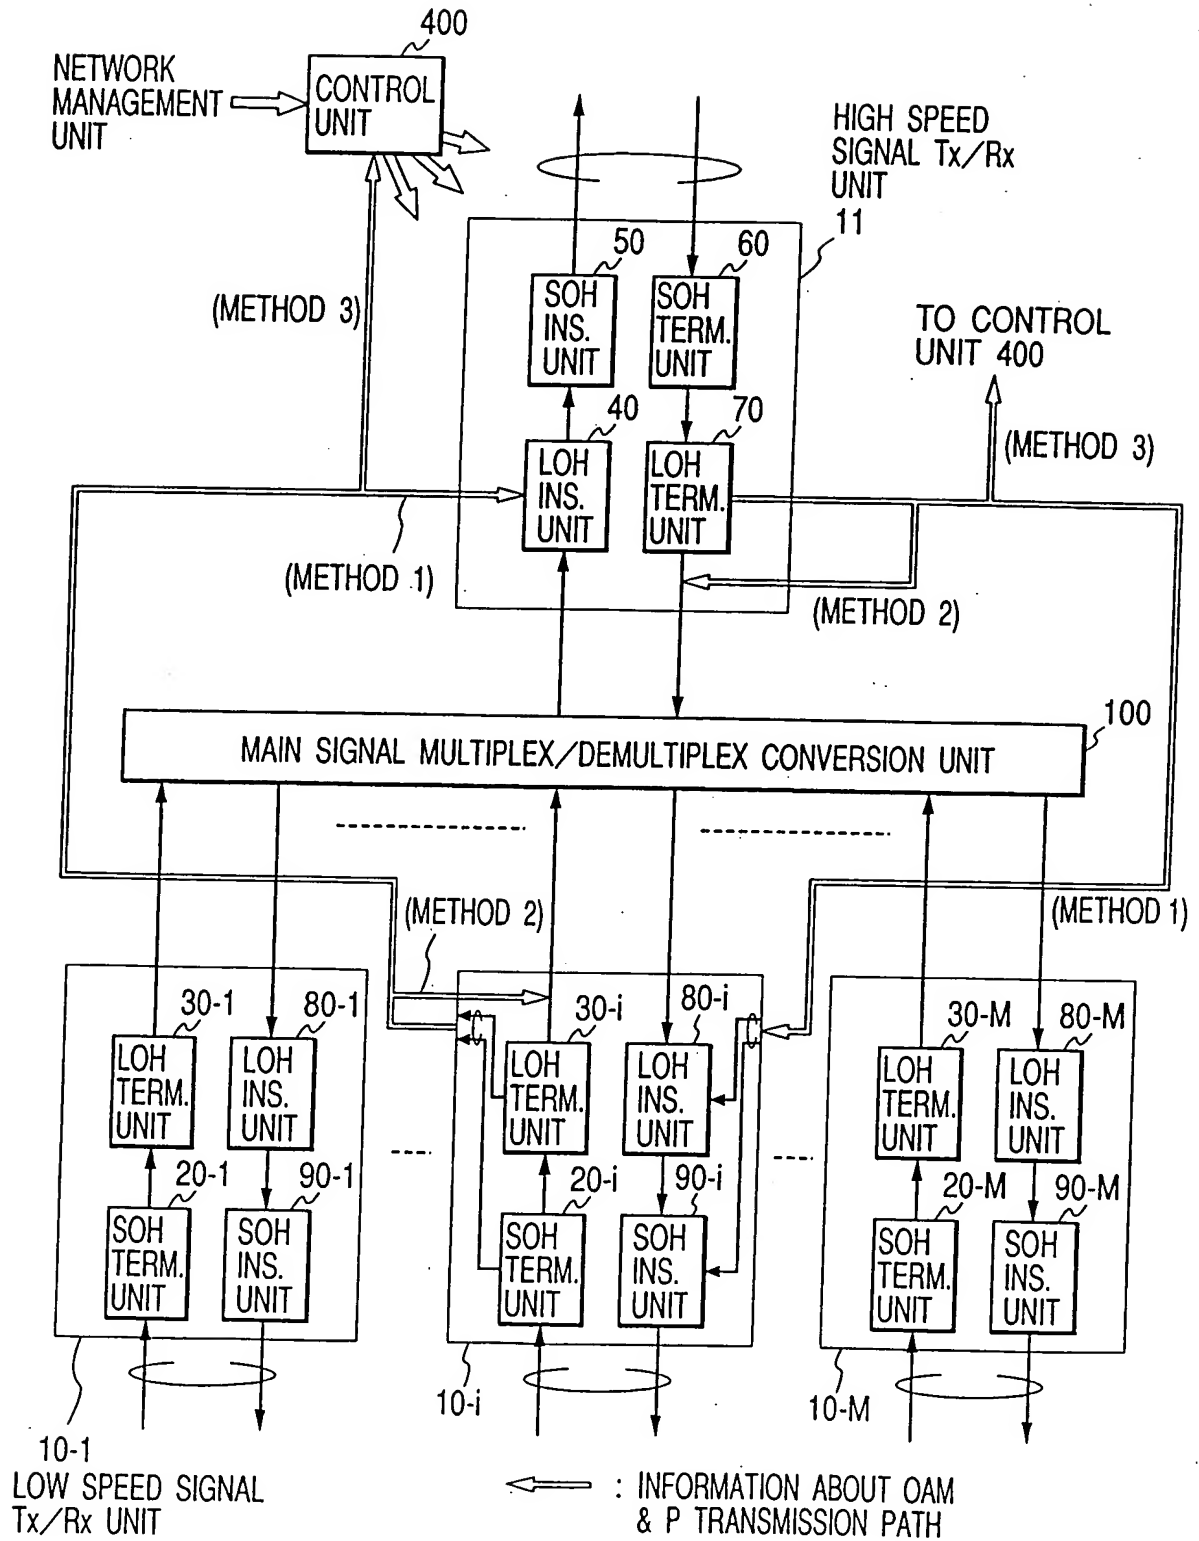 400
NETWORK
MANAGEMENT
UNIT
CONTROL
UNIT
HIGH SPEED
SIGNAL Tx/Rx
UNIT
11
50
60
SOH
INS.
UNIT
SOH
TERM.
UNIT
(METHOD 3)
TO CONTROL
UNIT 400
40
70
LOH
INS.
UNIT
LOH
TERM.
UNIT
(METHOD 3)
(METHOD 1)
(METHOD 2)
100
MAIN SIGNAL MULTIPLEX/DEMULTIPLEX CONVERSION UNIT
(METHOD 2)
(METHOD 1)
30-1
80-1
LOH
TERM.
UNIT
LOH
INS.
UNIT
20-1
90-1
SOH
TERM.
UNIT
SOH
INS.
UNIT
30-i
80-i
LOH
TERM.
UNIT
LOH
INS.
UNIT
20-i
90-i
SOH
TERM.
UNIT
SOH
INS.
UNIT
30-M
80-M
LOH
TERM.
UNIT
LOH
INS.
UNIT
20-M
90-M
SOH
TERM.
UNIT
SOH
INS.
UNIT
10-1
LOW SPEED SIGNAL
Tx/Rx UNIT
10-i
10-M
: INFORMATION ABOUT OAM
& P TRANSMISSION PATH